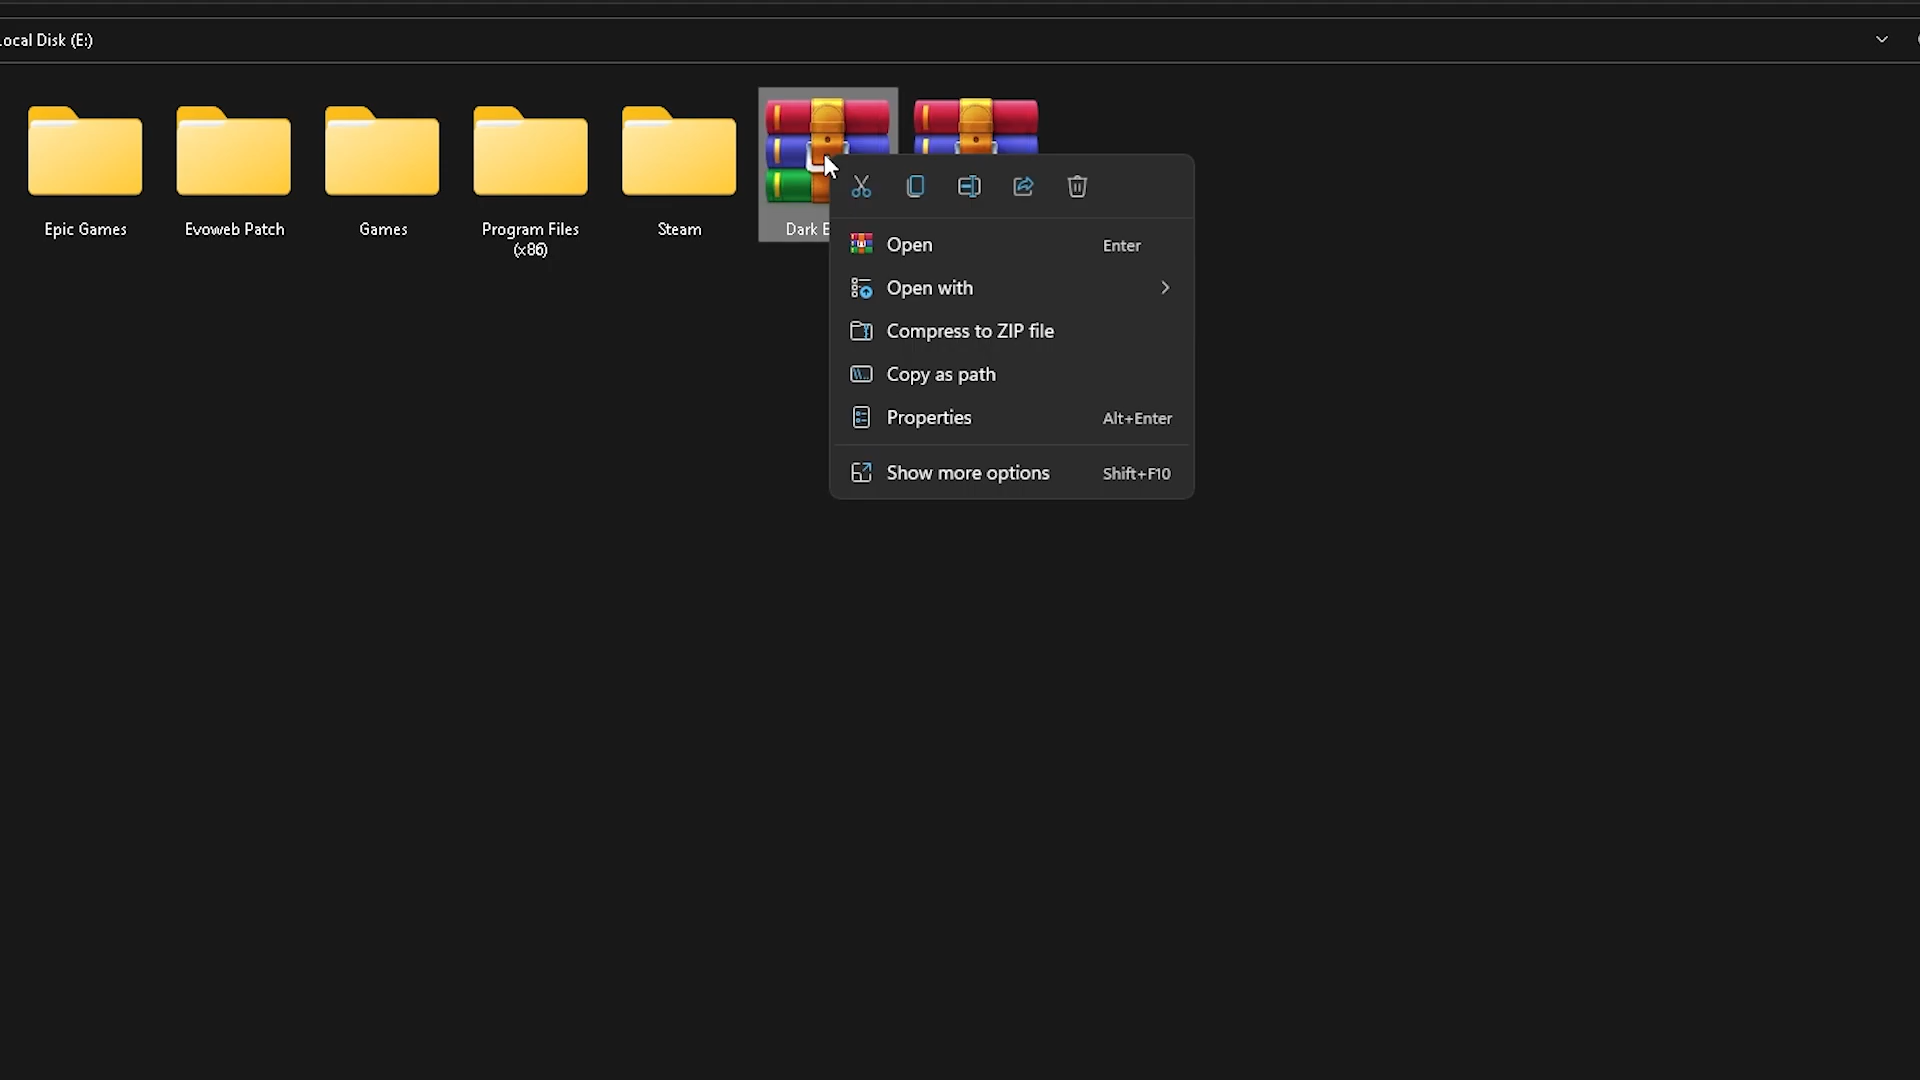 Local Disk (E:)
Epic Games
Evoweb Patch
Games
Program Files
(x86)
Steam
Dark
Open Enter
Open with
Compress to ZIP file
Copy as path
Properties Alt+Enter
Show more options Shift+F10